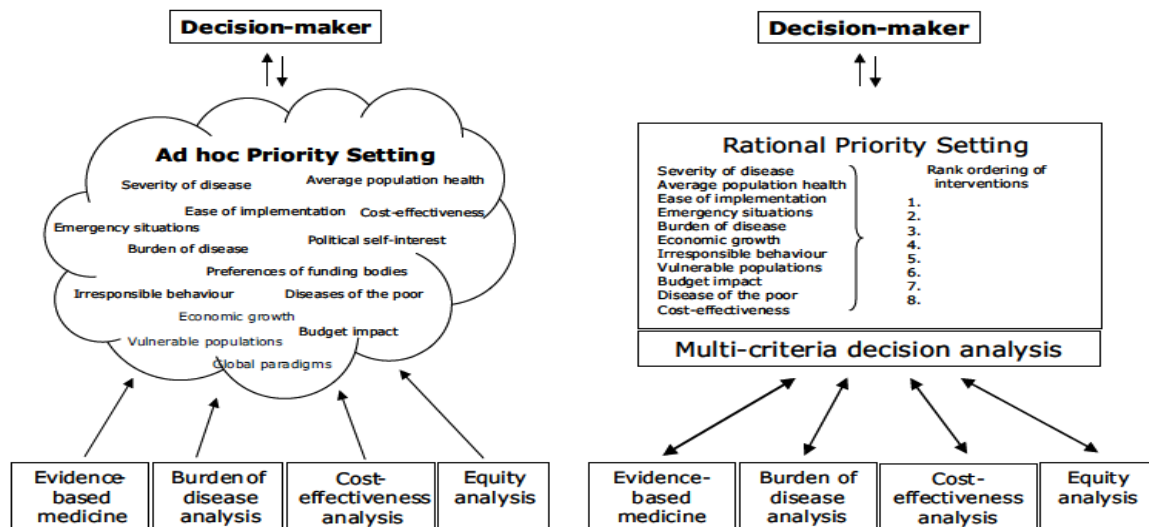 Decision-maker
Ad hoc Priority Setting
Severity of disease
Average population health
Ease of implementation
Cost-effectiveness
Emergency situations
Burden of disease
Political self-interest
Preferences of funding bodies
Irresponsible behaviour
Diseases of the poor
Economic growth
Budget impact
Vulnerable populations
Global paradigms
Evidence-
based
medicine
Burden of
disease
analysis
Cost-
effectiveness
analysis
Equity
analysis
Decision-maker
Rational Priority Setting
Severity of disease
Average population health
Ease of implementation
Emergency situations
Burden of disease
Economic growth
Irresponsible behaviour
Vulnerable populations
Budget impact
Disease of the poor
Cost-effectiveness
Rank ordering of
interventions
1.
2.
3.
4.
5.
6.
7.
8.
Multi-criteria decision analysis
Evidence-
based
medicine
Burden of
disease
analysis
Cost-
effectiveness
analysis
Equity
analysis